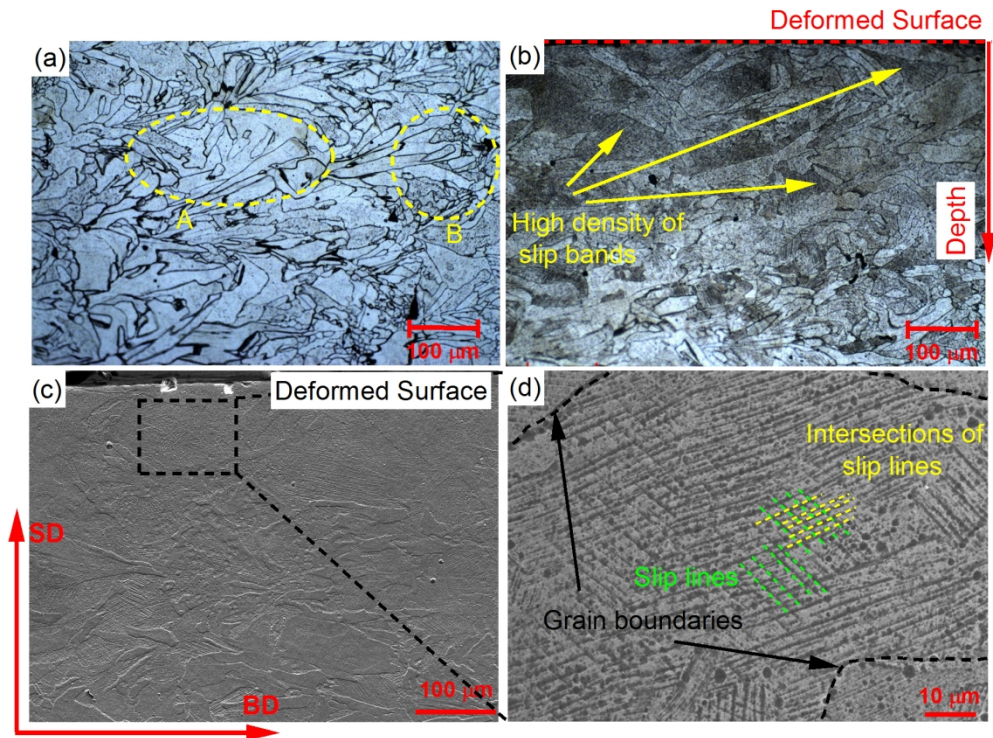 Deformed Surface
(a)
A
B
100 µm
(b)
High density of
slip bands
Depth
100 µm
(c)
Deformed Surface
SD
BD
100 µm
(d)
Intersections of
slip lines
Slip lines
Grain boundaries
10 µm